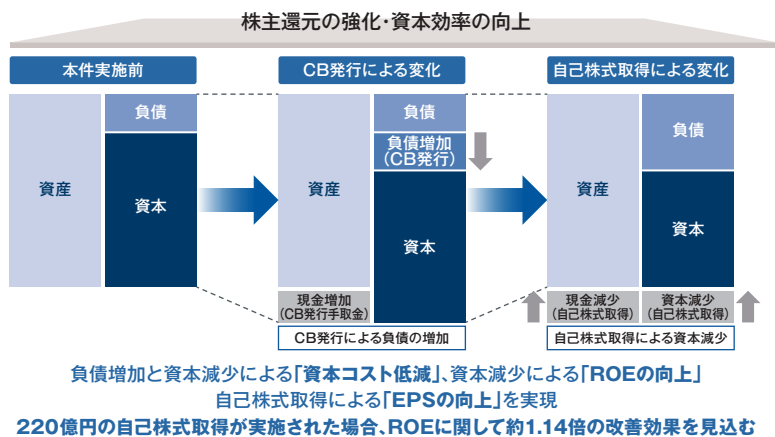 株主還元の強化・資本効率の向上
本件実施前
資産
負債
資本
CB発行による変化
資産
負債
負債増加
(CB発行)
資本
現金増加
(CB発行手取金)
CB発行による負債の増加
自己株式取得による変化
資産
負債
資本
現金減少
(自己株式取得)
資本減少
(自己株式取得)
自己株式取得による資本減少
負債増加と資本減少による「資本コスト低減」、資本減少による「ROEの向上」
自己株式取得による「EPSの向上」を実現
220億円の自己株式取得が実施された場合、ROEに関して約1.14倍の改善効果を見込む